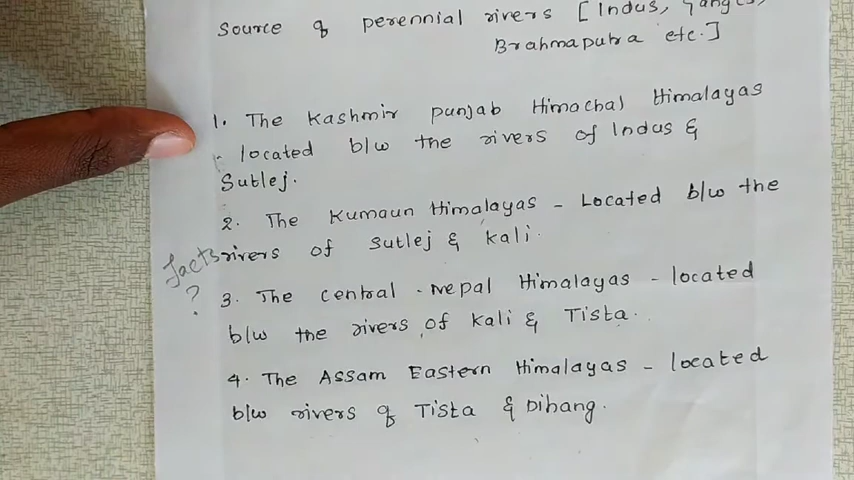 Source of perennial rivers [Indus, Ganges,
Brahmaputra etc.]
1. The Kashmir punjab Himachal Himalayas
located b/w the rivers of Indus &
Sutlej.
2. The Kumaun Himalayas - Located b/w the
rivers of Sutlej & Kali.
facts
?
3. The central - Nepal Himalayas - located
b/w the rivers of Kali & Tista.
4. The Assam Eastern Himalayas - located
b/w rivers of Tista & Dihang.